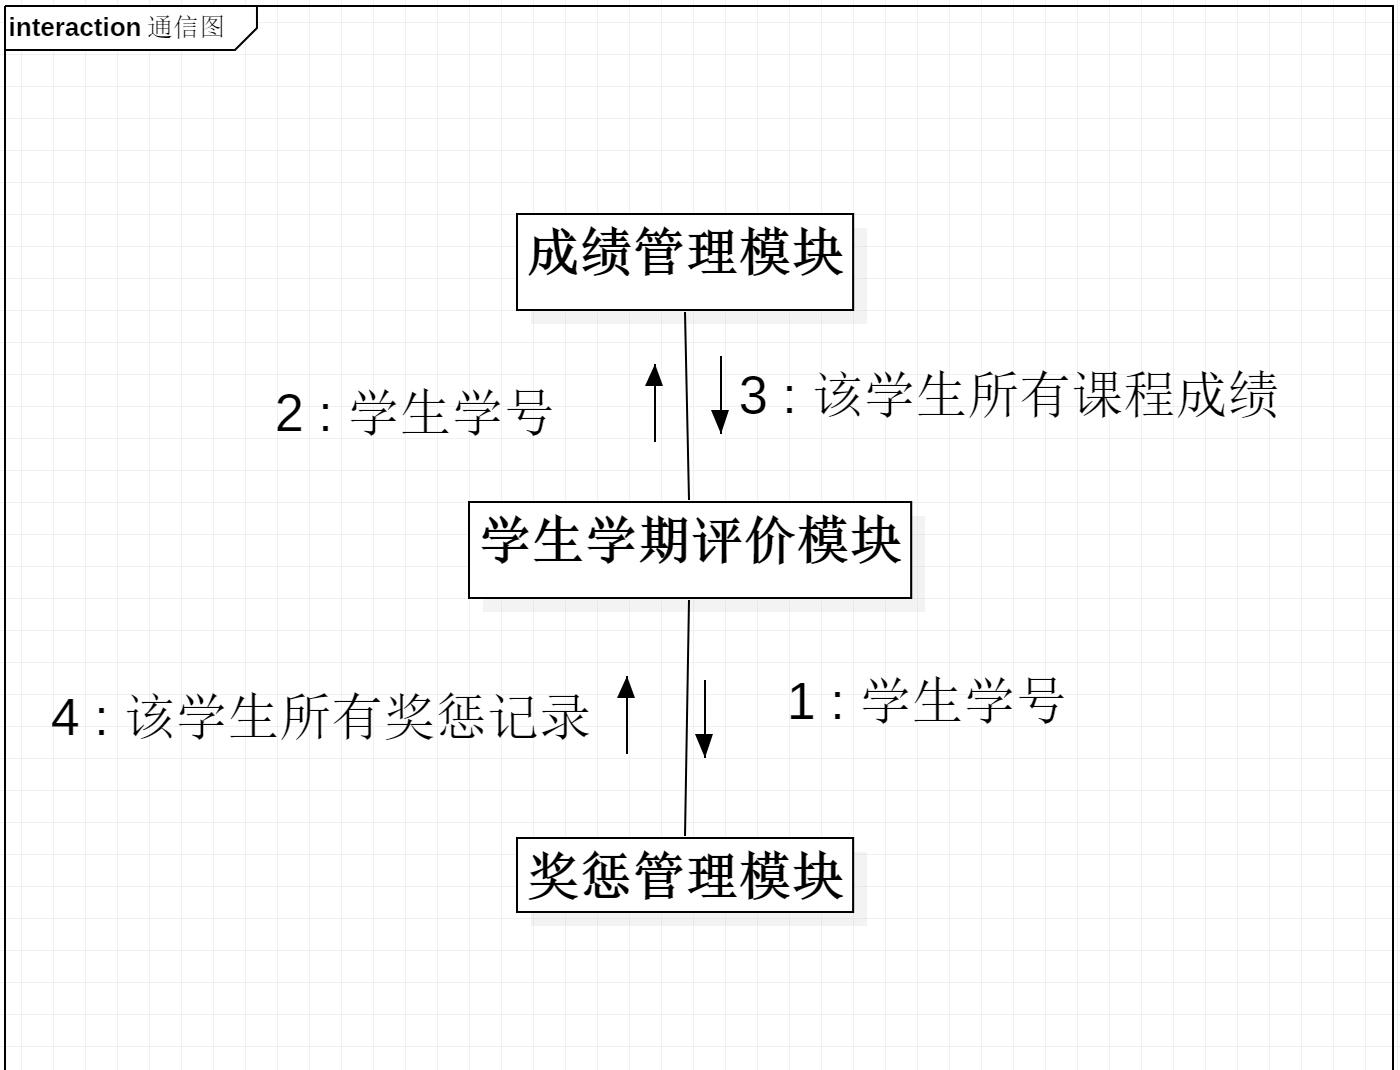 interaction 通信图
成绩管理模块
3 : 该学生所有课程成绩
2 : 学生学号
学生学期评价模块
1 : 学生学号
4 : 该学生所有奖惩记录
奖惩管理模块